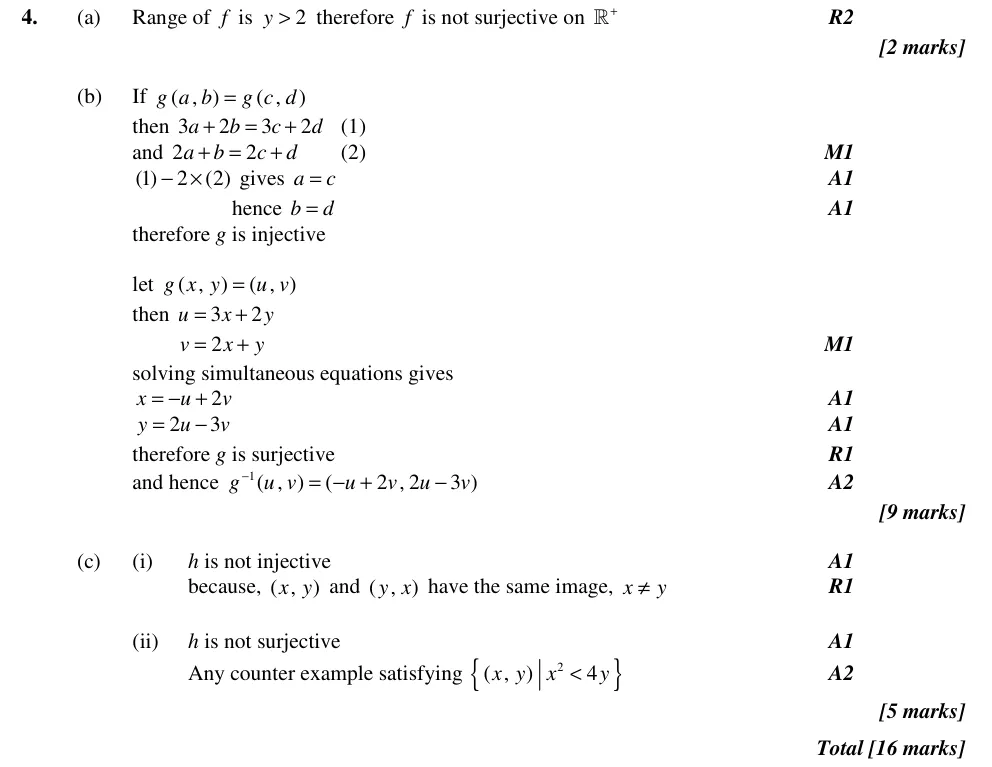 4. (a) Range of f is y > 2 therefore f is not surjective on ℝ⁺ R2
[2 marks]
(b) If g(a, b) = g(c, d)
then 3a + 2b = 3c + 2d (1)
and 2a + b = 2c + d (2) M1
(1) − 2×(2) gives a = c A1
hence b = d A1
therefore g is injective
let g(x, y) = (u, v)
then u = 3x + 2y
v = 2x + y M1
solving simultaneous equations gives
x = −u + 2v A1
y = 2u − 3v A1
therefore g is surjective R1
and hence g⁻¹(u, v) = (−u + 2v, 2u − 3v) A2
[9 marks]
(c) (i) h is not injective A1
because, (x, y) and (y, x) have the same image, x ≠ y R1
(ii) h is not surjective A1
Any counter example satisfying {(x, y)|x² < 4y} A2
[5 marks]
Total [16 marks]